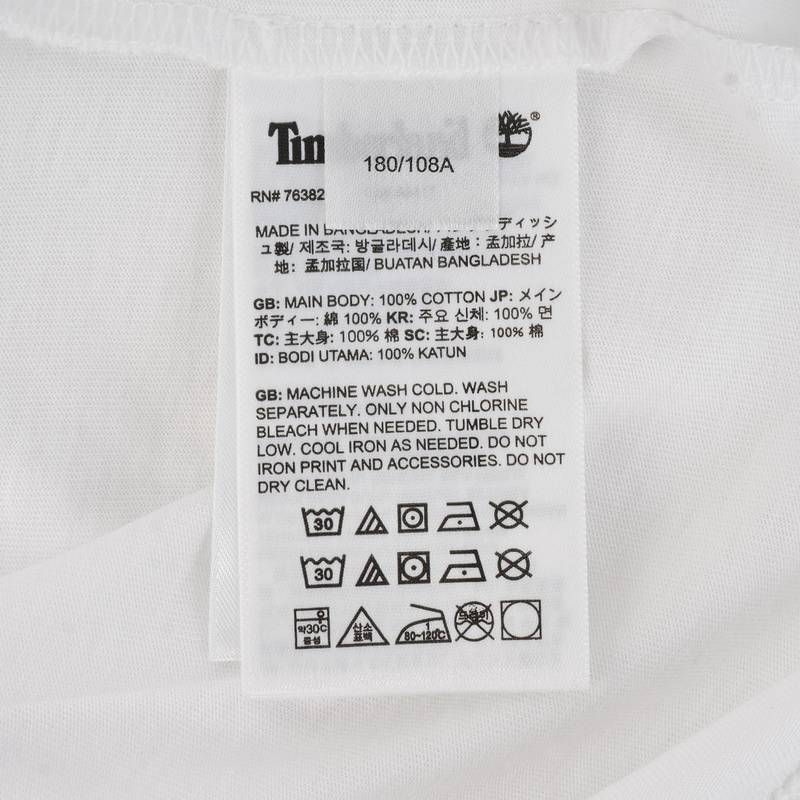 Tim
®
180/108A
RN# 76382
MADE IN BANGLADESH/ ディッシ
ュ製/ 제조국: 방글라데시/ 產地：孟加拉/ 产
地：孟加拉国/ BUATAN BANGLADESH
GB: MAIN BODY: 100% COTTON JP: メイン
ボディー: 綿 100% KR: 주요 신체: 100% 면
TC: 主大身: 100% 棉 SC: 主大身: 100% 棉
ID: BODI UTAMA: 100% KATUN
GB: MACHINE WASH COLD. WASH
SEPARATELY. ONLY NON CHLORINE
BLEACH WHEN NEEDED. TUMBLE DRY
LOW. COOL IRON AS NEEDED. DO NOT
IRON PRINT AND ACCESSORIES. DO NOT
DRY CLEAN.
30
30
약30℃ 중성 산소 표백 1 80~120℃ 드라이